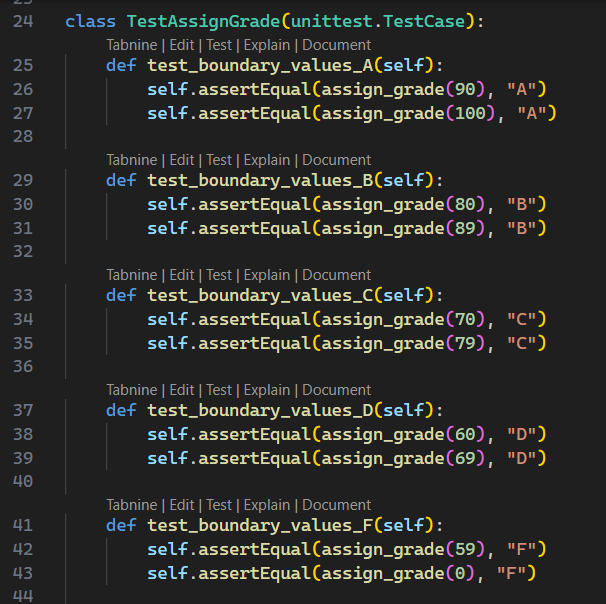 23
24 class TestAssignGrade(unittest.TestCase):
Tabnine | Edit | Test | Explain | Document
25 def test_boundary_values_A(self):
26 self.assertEqual(assign_grade(90), "A")
27 self.assertEqual(assign_grade(100), "A")
28
Tabnine | Edit | Test | Explain | Document
29 def test_boundary_values_B(self):
30 self.assertEqual(assign_grade(80), "B")
31 self.assertEqual(assign_grade(89), "B")
32
Tabnine | Edit | Test | Explain | Document
33 def test_boundary_values_C(self):
34 self.assertEqual(assign_grade(70), "C")
35 self.assertEqual(assign_grade(79), "C")
36
Tabnine | Edit | Test | Explain | Document
37 def test_boundary_values_D(self):
38 self.assertEqual(assign_grade(60), "D")
39 self.assertEqual(assign_grade(69), "D")
40
Tabnine | Edit | Test | Explain | Document
41 def test_boundary_values_F(self):
42 self.assertEqual(assign_grade(59), "F")
43 self.assertEqual(assign_grade(0), "F")
44